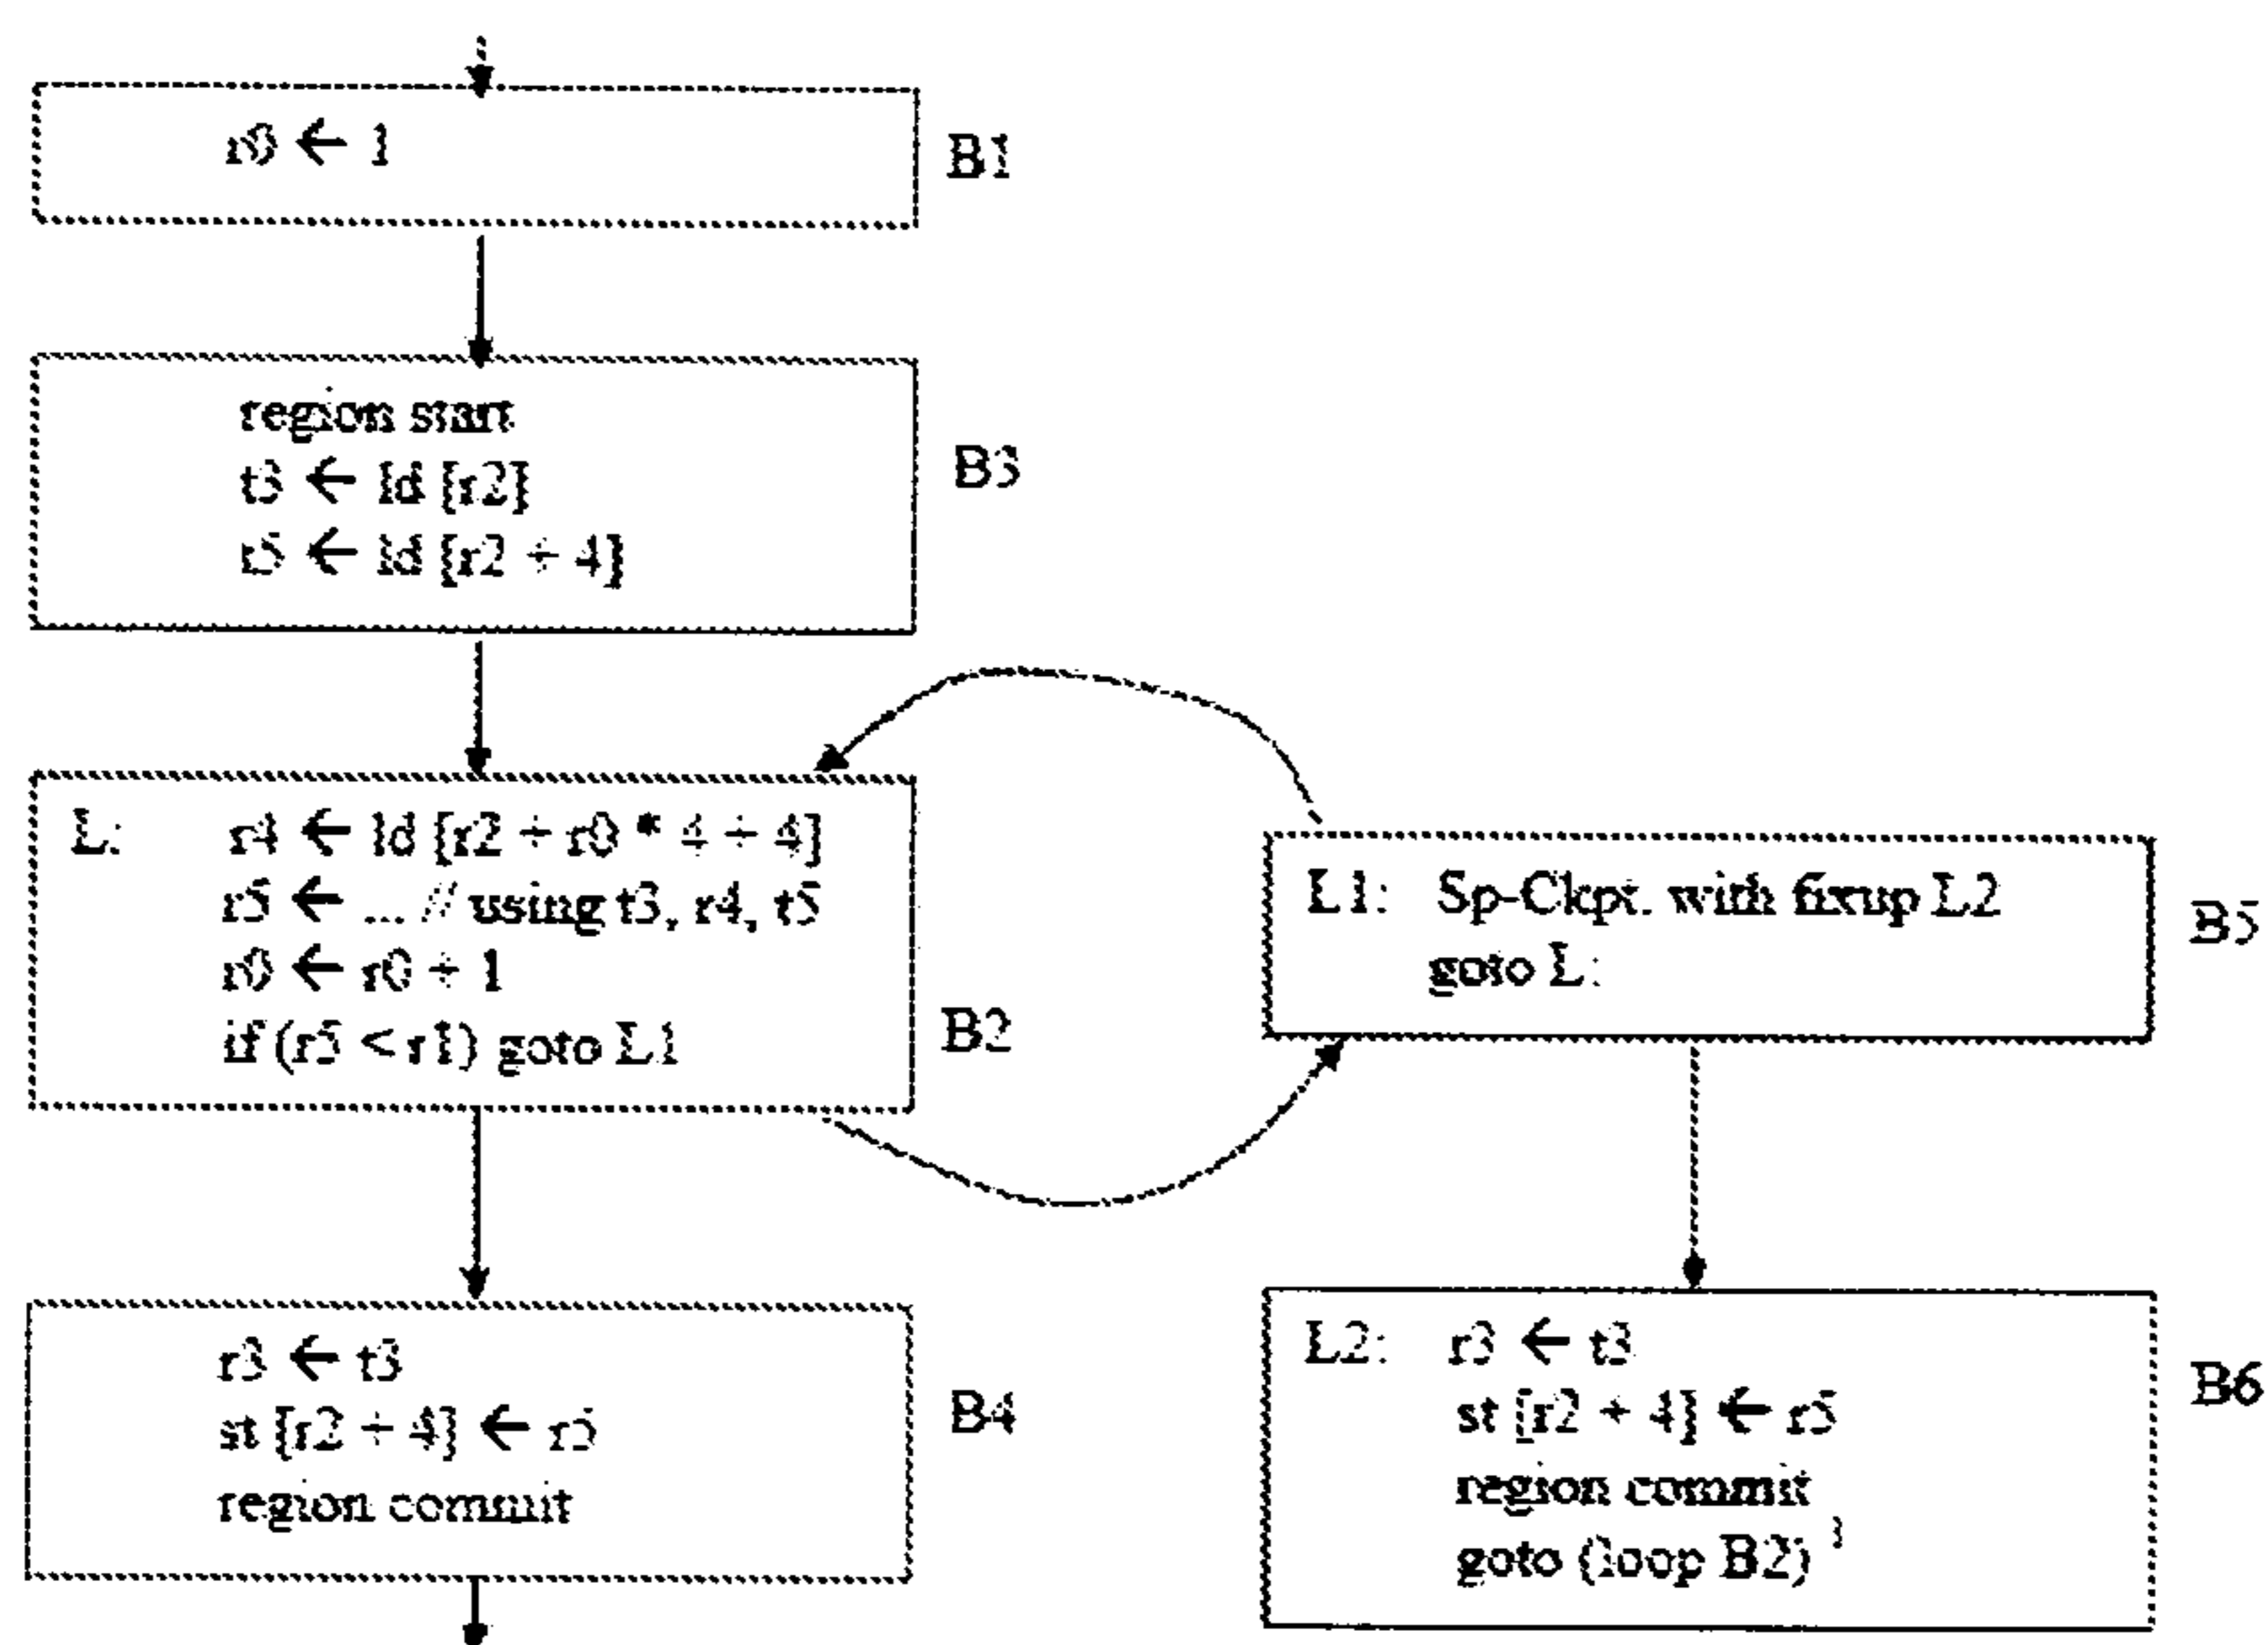 r0 ← 1
B1
region start
t3 ← ld [r2]
t5 ← ld [r2 + 4]
B3
L: r4 ← ld [r2 + r0 * 4 + 4]
r5 ← ... // using t3, r4, t5
r0 ← r0 + 1
if (r5 < r1) goto L1
B2
L1: Sp-Ckpt. with fixup L2
goto L:
B5
r3 ← t3
st [r2 + 4] ← r5
region commit
B4
L2: r3 ← t3
st [r2 + 4] ← r5
region commit
goto (loop B2)
B6